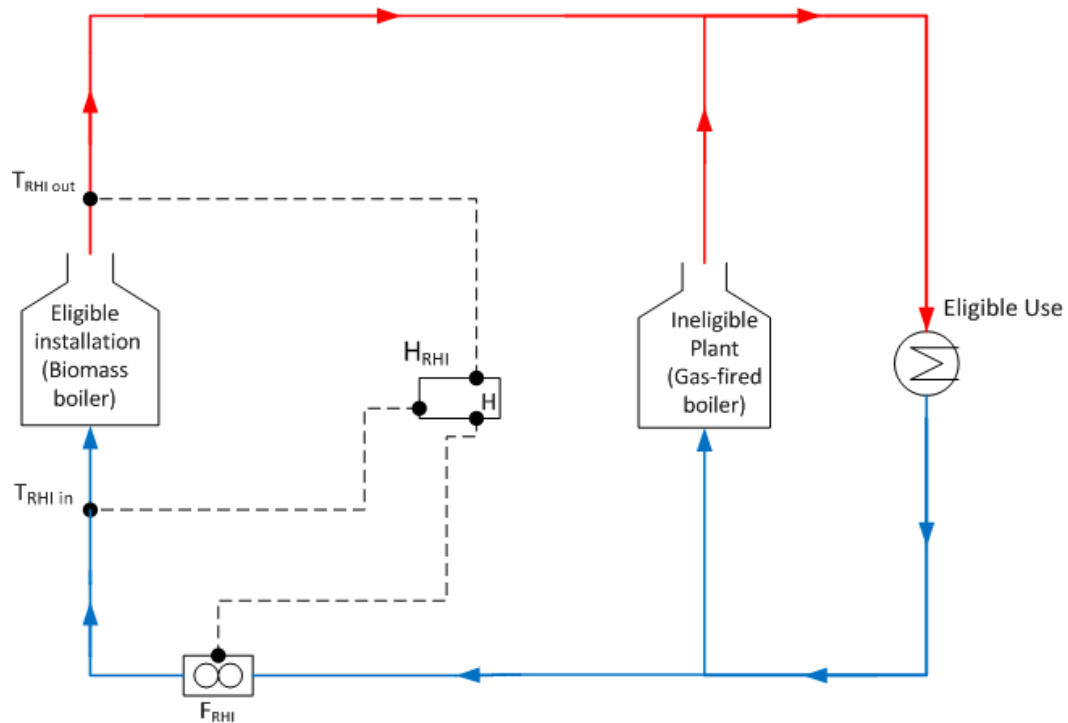 T RHI out
Eligible
installation
(Biomass
boiler)
H RHI
H
Ineligible
Plant
(Gas-fired
boiler)
Eligible Use
T RHI in
F RHI